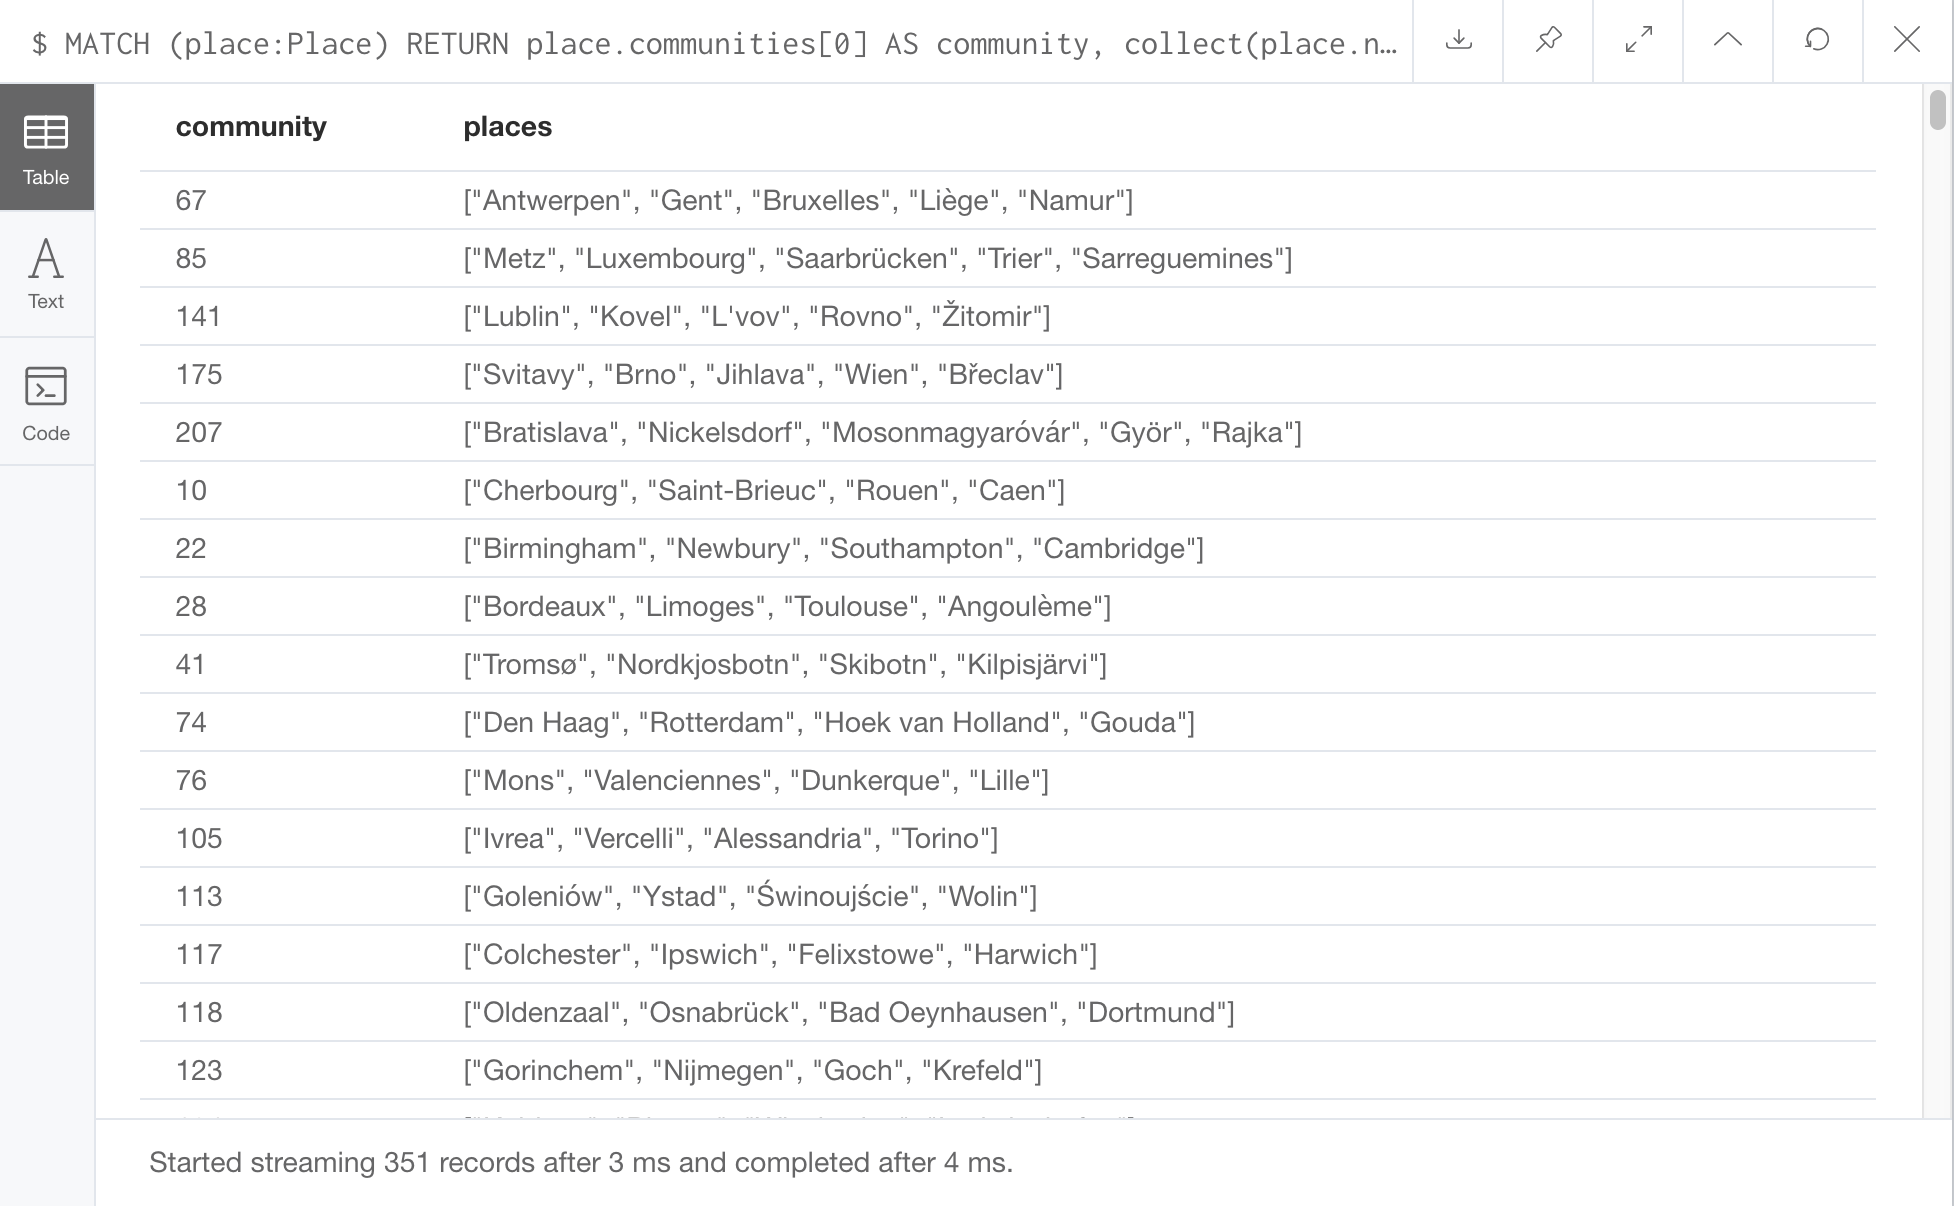 $ MATCH (place:Place) RETURN place.communities[0] AS community, collect(place.n…
Table
Text
Code
community places
67 ["Antwerpen", "Gent", "Bruxelles", "Liège", "Namur"]
85 ["Metz", "Luxembourg", "Saarbrücken", "Trier", "Sarreguemines"]
141 ["Lublin", "Kovel", "L'vov", "Rovno", "Žitomir"]
175 ["Svitavy", "Brno", "Jihlava", "Wien", "Břeclav"]
207 ["Bratislava", "Nickelsdorf", "Mosonmagyaróvár", "Györ", "Rajka"]
10 ["Cherbourg", "Saint-Brieuc", "Rouen", "Caen"]
22 ["Birmingham", "Newbury", "Southampton", "Cambridge"]
28 ["Bordeaux", "Limoges", "Toulouse", "Angoulème"]
41 ["Tromsø", "Nordkjosbotn", "Skibotn", "Kilpisjärvi"]
74 ["Den Haag", "Rotterdam", "Hoek van Holland", "Gouda"]
76 ["Mons", "Valenciennes", "Dunkerque", "Lille"]
105 ["Ivrea", "Vercelli", "Alessandria", "Torino"]
113 ["Goleniów", "Ystad", "Świnoujście", "Wolin"]
117 ["Colchester", "Ipswich", "Felixstowe", "Harwich"]
118 ["Oldenzaal", "Osnabrück", "Bad Oeynhausen", "Dortmund"]
123 ["Gorinchem", "Nijmegen", "Goch", "Krefeld"]
Started streaming 351 records after 3 ms and completed after 4 ms.